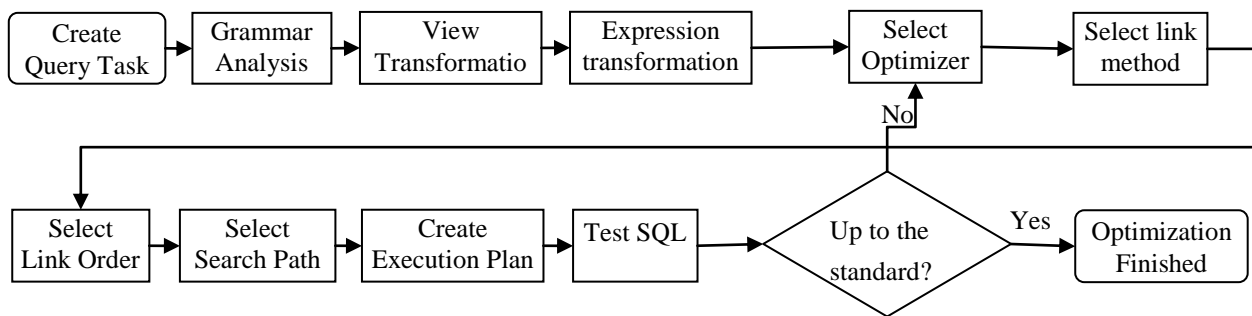 Create
Query Task
Grammar
Analysis
View
Transformatio
Expression
transformation
Select
Optimizer
Select link
method
No
Select
Link Order
Select
Search Path
Create
Execution Plan
Test SQL
Up to the
standard?
Yes
Optimization
Finished